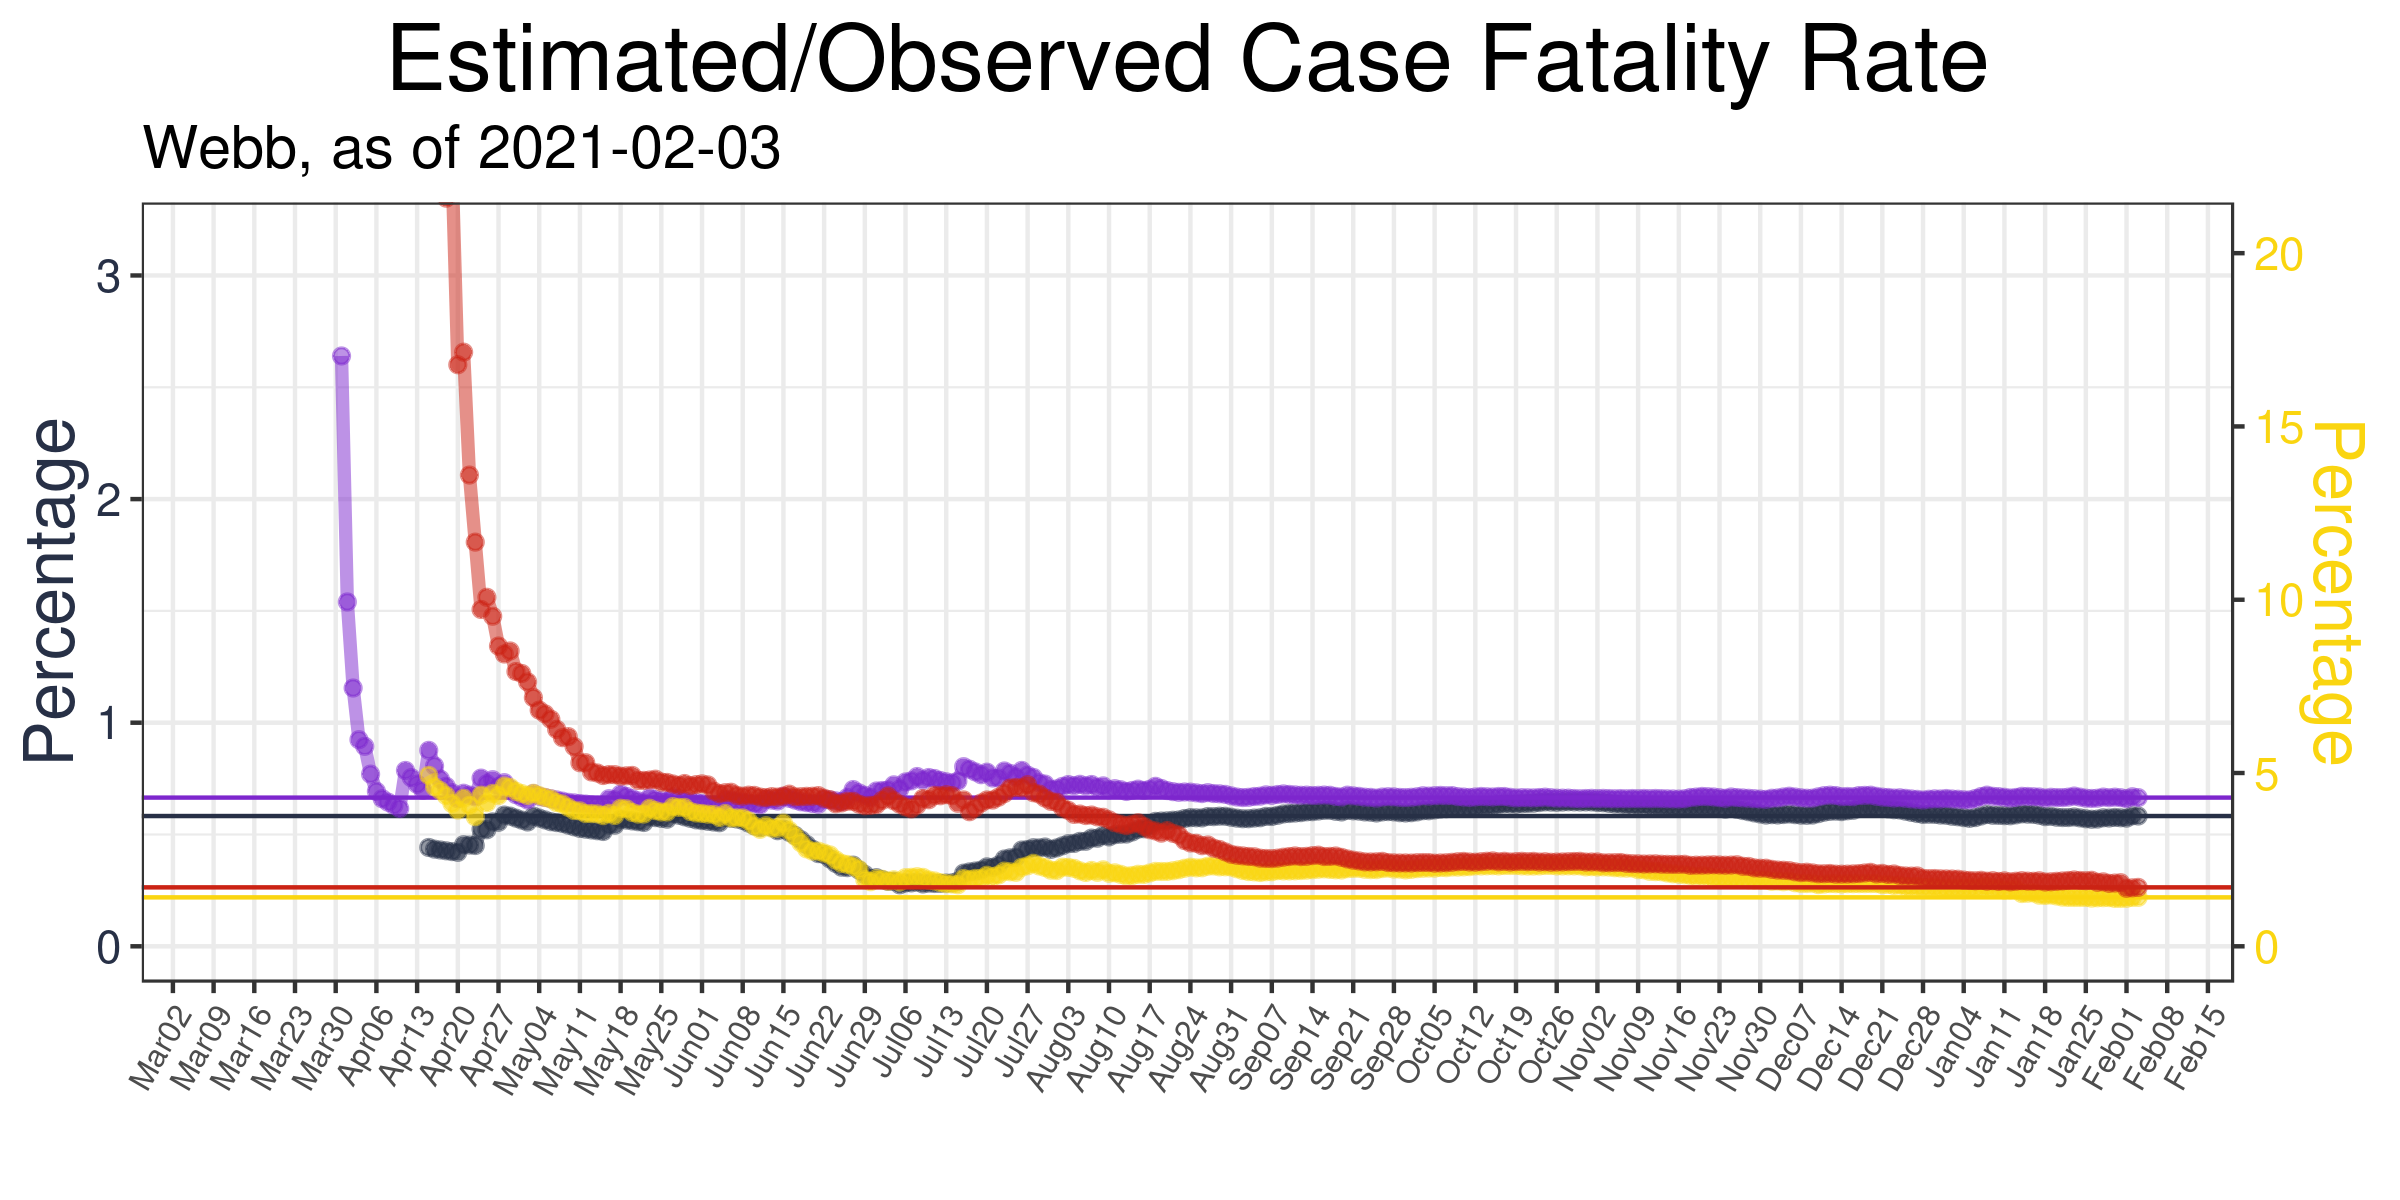 Estimated/Observed Case Fatality Rate
Webb, as of 2021-02-03
Percentage
3
2
1
0
20
15
10
5
0
Percentage
Mar02
Mar09
Mar16
Mar23
Mar30
Apr06
Apr13
Apr20
Apr27
May04
May11
May18
May25
Jun01
Jun08
Jun15
Jun22
Jun29
Jul06
Jul13
Jul20
Jul27
Aug03
Aug10
Aug17
Aug24
Aug31
Sep07
Sep14
Sep21
Sep28
Oct05
Oct12
Oct19
Oct26
Nov02
Nov09
Nov16
Nov23
Nov30
Dec07
Dec14
Dec21
Dec28
Jan04
Jan11
Jan18
Jan25
Feb01
Feb08
Feb15